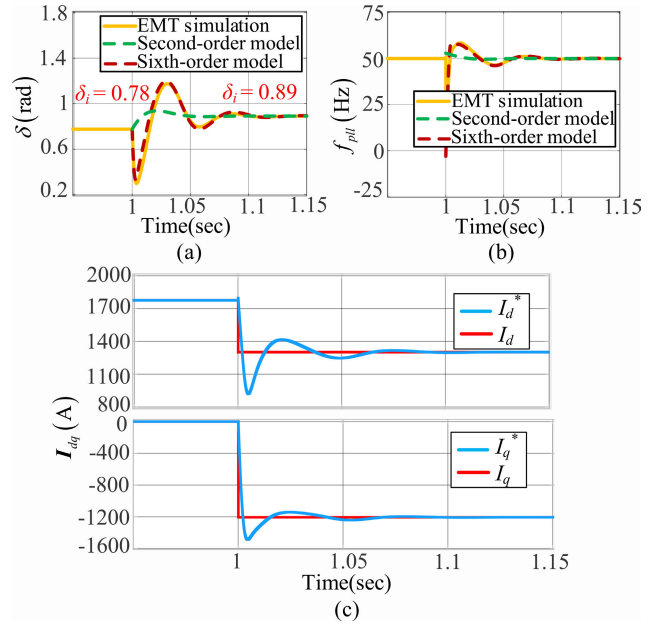 1.8
1.4
1
0.6
0.2
δ (rad)
EMT simulation
Second-order model
Sixth-order model
δi = 0.78
δi = 0.89
1
1.05
1.1
1.15
Time(sec)
(a)
100
75
50
25
0
-25
fpll (Hz)
EMT simulation
Second-order model
Sixth-order model
1
1.05
1.1
1.15
Time(sec)
(b)
2000
1700
1400
1100
800
Id*
Id
Idq (A)
0
-400
-800
-1200
-1600
Iq*
Iq
1
1.05
1.1
1.15
Time(sec)
(c)